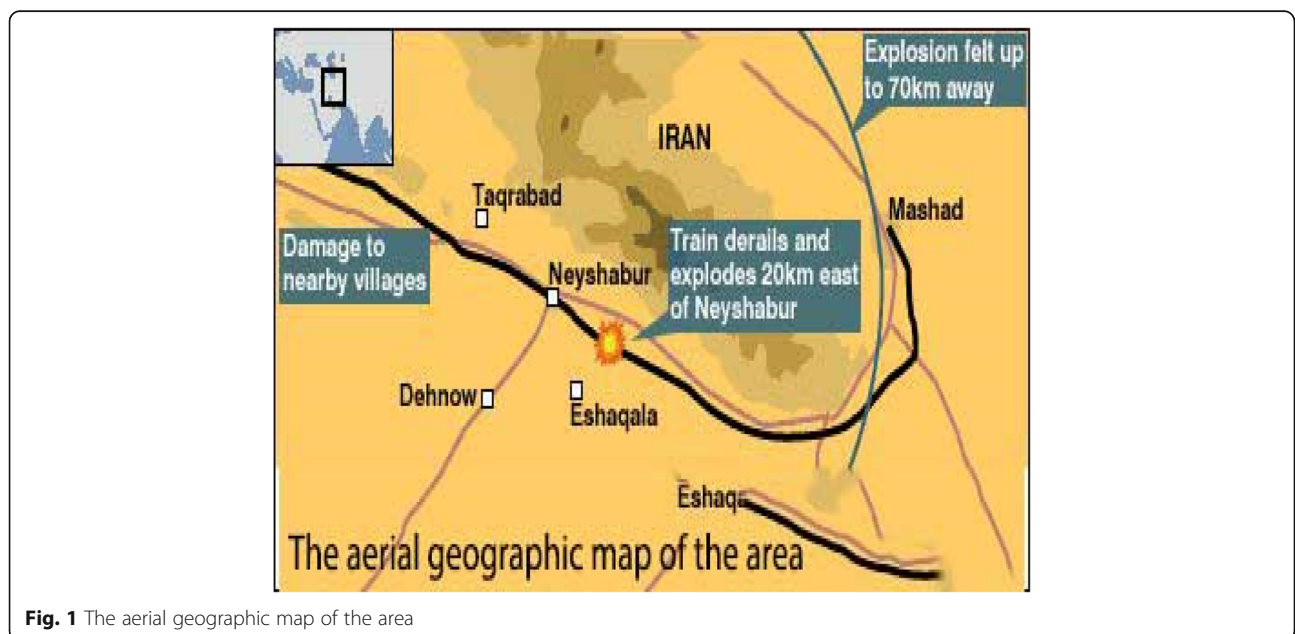 Explosion felt up
to 70km away
IRAN
Taqrabad
Mashad
Damage to
nearby villages
Neyshabur
Train derails and
explodes 20km east
of Neyshabur
Dehnow
Eshaqala
Eshaqa
The aerial geographic map of the area
Fig. 1 The aerial geographic map of the area